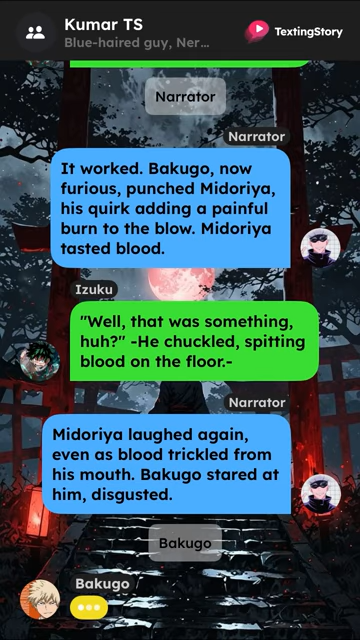 Kumar TS
Blue-haired guy, Ner...
TextingStory
Narrator
Narrator
It worked. Bakugo, now
furious, punched Midoriya,
his quirk adding a painful
burn to the blow. Midoriya
tasted blood.
Izuku
"Well, that was something,
huh?" -He chuckled, spitting
blood on the floor.-
Narrator
Midoriya laughed again,
even as blood trickled from
his mouth. Bakugo stared at
him, disgusted.
Bakugo
Bakugo